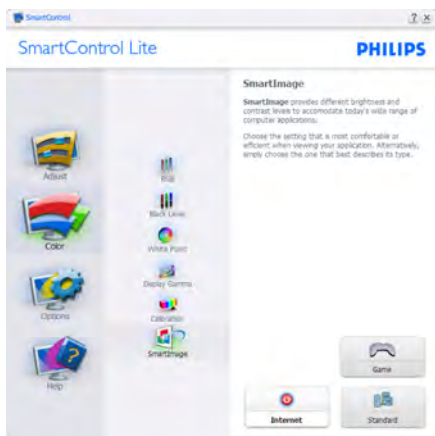 SmartControl
? x
SmartControl Lite
PHILIPS
Adjust
Color
Options
Help
RGB
Black Level
White Point
Display Gamma
Calibration
SmartImage
SmartImage
SmartImage provides different brightness and
contrast levels to accomodate today's wide range of
computer applications.
Choose the setting that is most comfortable or
efficient when viewing your application. Alternatively,
simply choose the one that best describes its type.
Game
Internet
Standard